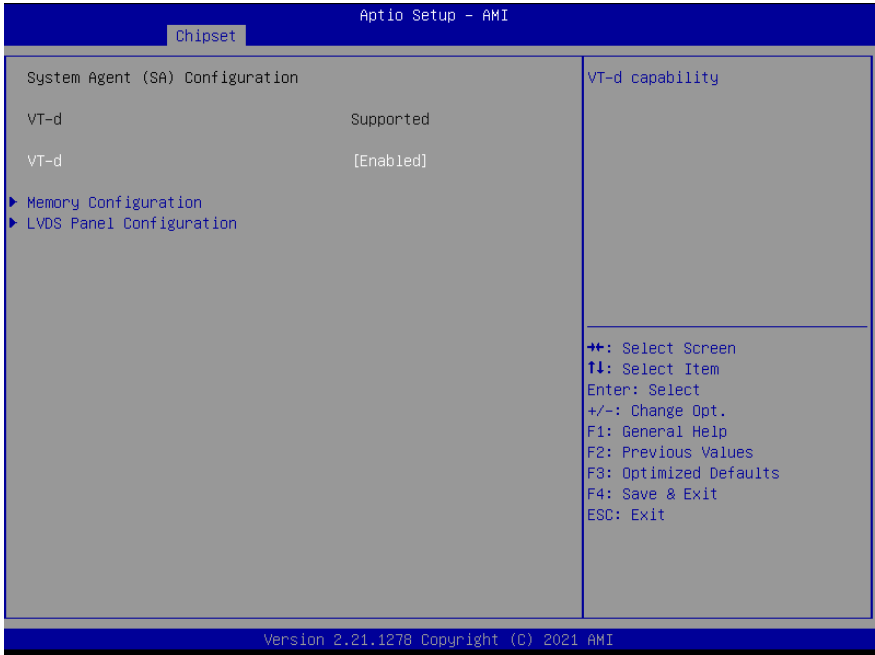 Aptio Setup – AMI
Chipset
System Agent (SA) Configuration
VT-d Supported
VT-d [Enabled]
Memory Configuration
LVDS Panel Configuration
VT-d capability
→←: Select Screen
↑↓: Select Item
Enter: Select
+/-: Change Opt.
F1: General Help
F2: Previous Values
F3: Optimized Defaults
F4: Save & Exit
ESC: Exit
Version 2.21.1278 Copyright (C) 2021 AMI